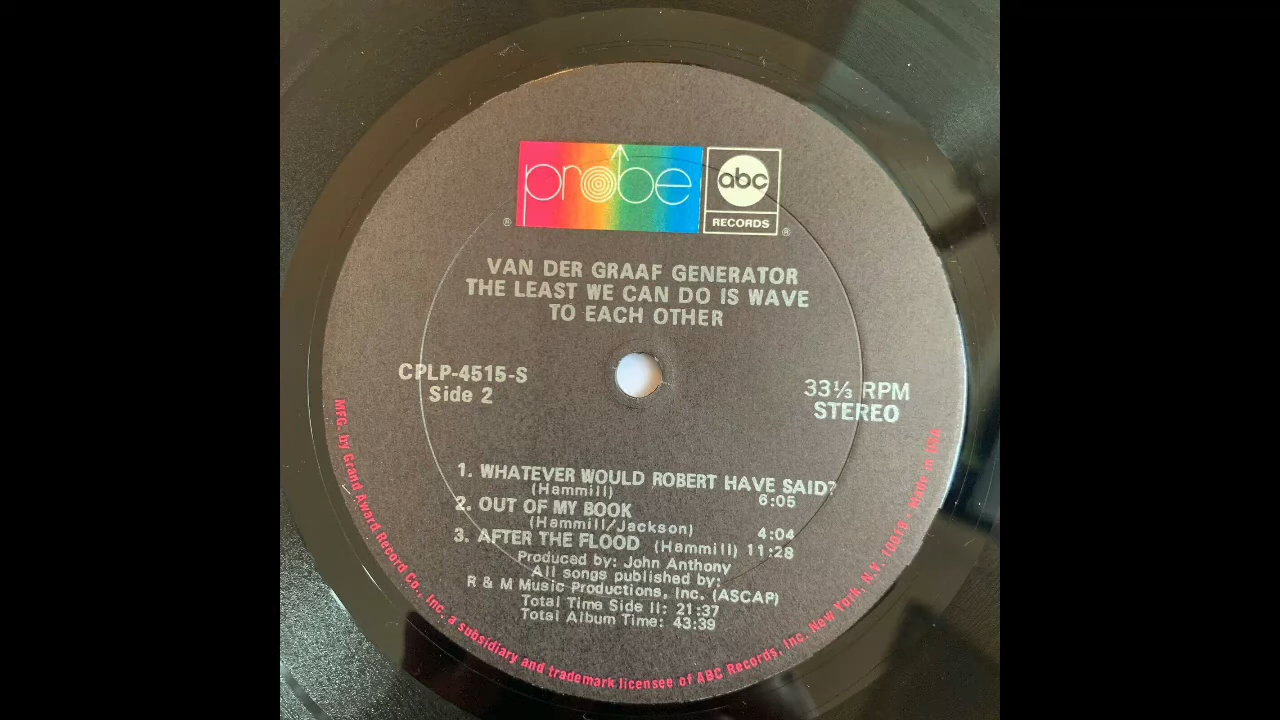 probe
abc
RECORDS
®
®
VAN DER GRAAF GENERATOR
THE LEAST WE CAN DO IS WAVE
TO EACH OTHER
CPLP-4515-S
Side 2
33⅓ RPM
STEREO
1. WHATEVER WOULD ROBERT HAVE SAID?
(Hammill) 6:05
2. OUT OF MY BOOK
(Hammill/Jackson) 4:04
3. AFTER THE FLOOD (Hammill) 11:28
Produced by: John Anthony
All songs published by:
R & M Music Productions, Inc. (ASCAP)
Total Time Side II: 21:37
Total Album Time: 43:39
MFG. by Grand Award Record Co., Inc. a subsidiary and trademark licensee of ABC Records, Inc. New York, N.Y. 10019 • Made in USA